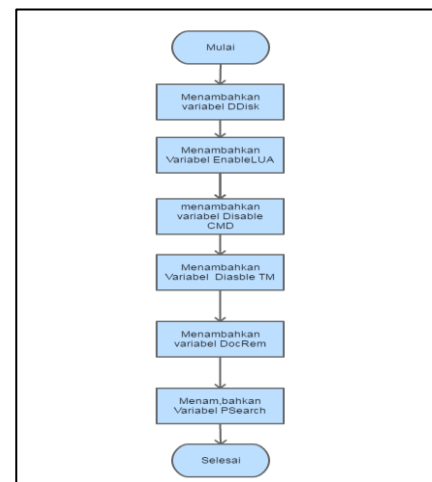 Mulai
Menambahkan
variabel DDisk
Menambahkan
Variabel EnableLUA
menambahkan
variabel Disable
CMD
Menambahkan
Variabel Diasble TM
Menambahkan
variabel DocRem
Menam,bahkan
Variabel PSearch
Selesai